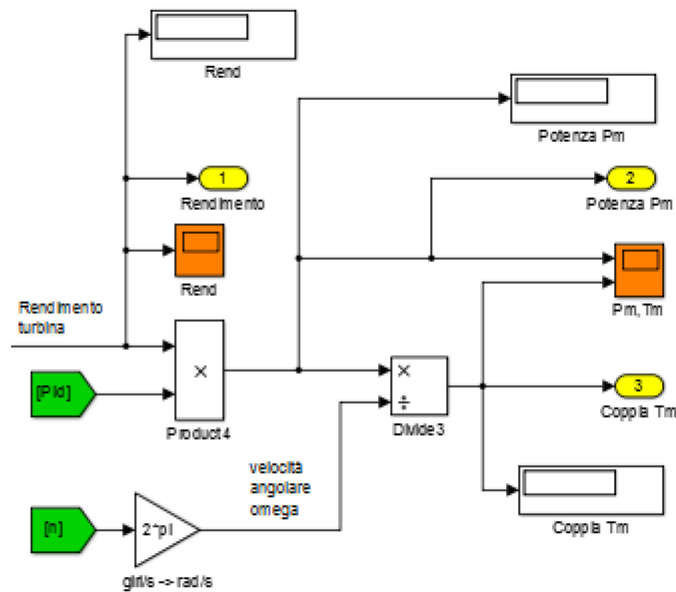 Rend
Potenza Pm
1
Rendimento
2
Potenza Pm
Rend
Pm,Tm
Rendimento
turbina
×
[Pid]
Product4
×
÷
Divide3
3
Coppia Tm
velocità
angolare
omega
[n]
2*pi
giri/s -> rad/s
Coppia Tm